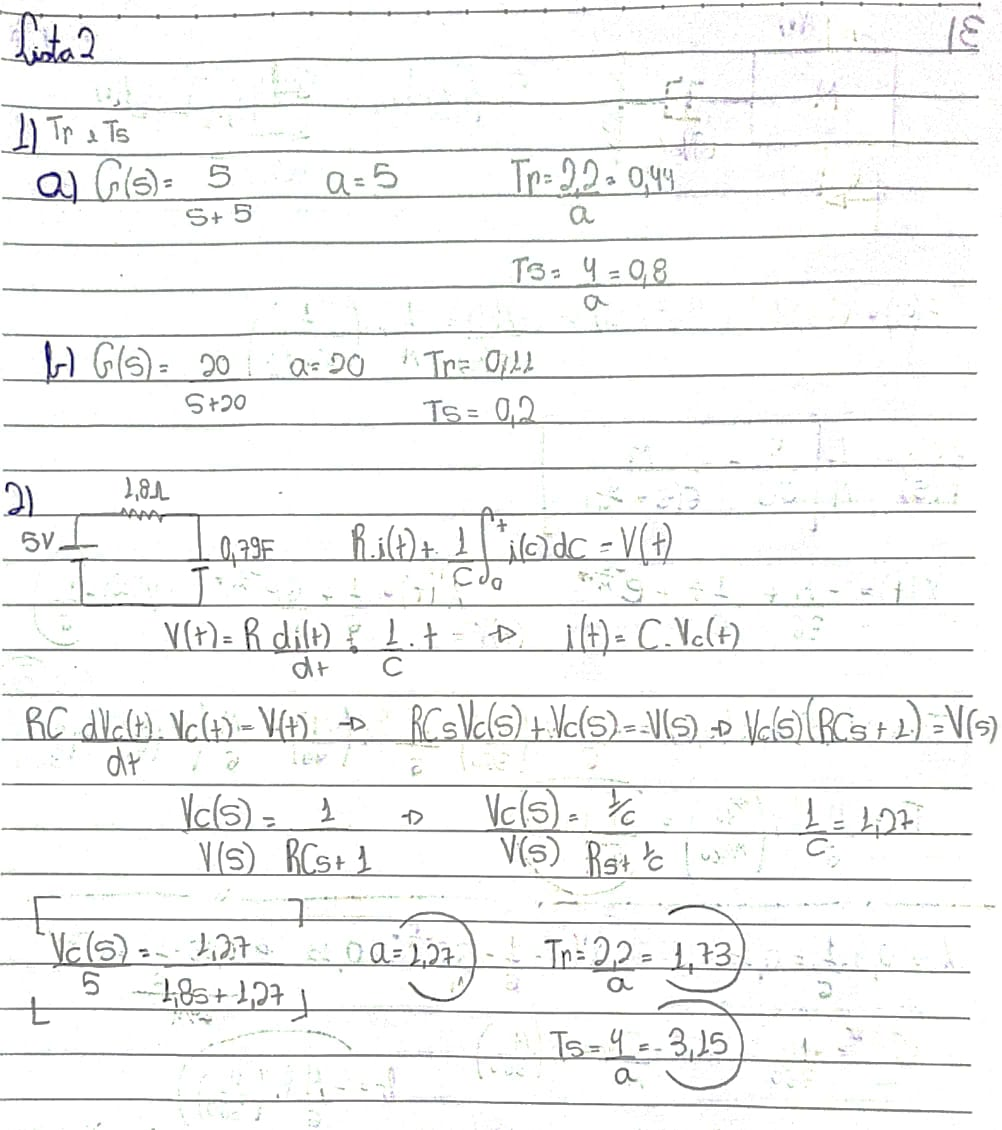 Lista 2
1) Tr e Ts
a) G(s) = 5/(s+5) a = 5 Tr = 2,2/a = 0,44
Ts = 4/a = 0,8
b) G(s) = 20/(s+20) a = 20 Tr = 0,11
Ts = 0,2
2) 1,8Ω
5V 0,79F R.i(t) + 1/C ∫₀ᵗ i(c)dc = V(t)
V(t) = R di(t)/dt + 1/C . t ⇒ i(t) = C.Vc(t)
RC dVc(t)/dt . Vc(t) = V(t) ⇒ RCsVc(s) + Vc(s) = V(s) ⇒ Vc(s)(RCs + 1) = V(s)
Vc(s)/V(s) = 1/(RCs + 1) ⇒ Vc(s)/V(s) = (1/C)/(Rs + 1/C) 1/C = 1,27
Vc(s)/5 = 1,27/(1,8s + 1,27) a = 1,27 Tr = 2,2/a = 1,73
Ts = 4/a = 3,15